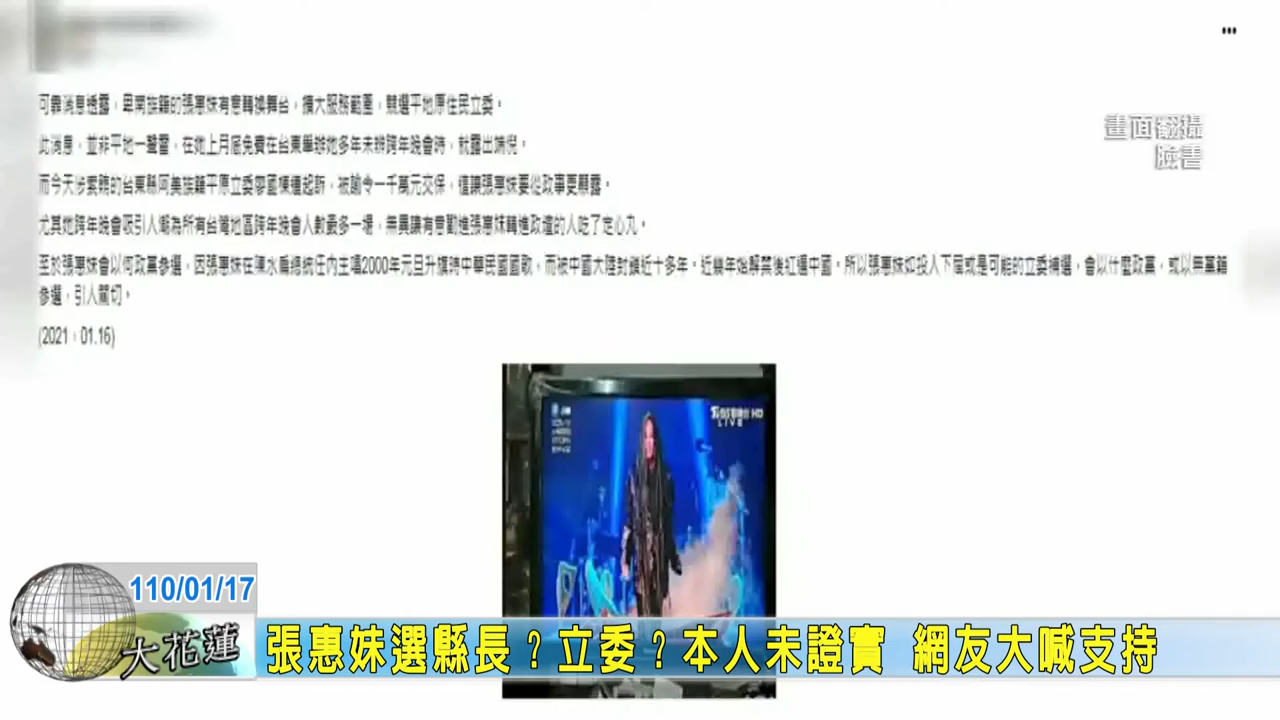 可靠消息透露，卑南族籍的張惠妹有意轉換舞台，擴大服務範圍，競選平地原住民立委。
此消息，並非平地一聲雷，在她上月底免費在台東舉辦她多年未辦跨年晚會時，就露出端倪。
而今天涉案賄的台東縣阿美族籍平原立委廖國棟遭起訴，被諭令一千萬元交保，值讓張惠妹要從政事更顯露。
尤其她跨年晚會吸引人潮為所有台灣地區跨年晚會人數最多一場，無異讓有意勸進張惠妹轉進政壇的人吃了定心丸。
至於張惠妹會以何政黨參選，因張惠妹在陳水扁總統任內主唱2000年元旦升旗時中華民國國歌，而被中國大陸封鎖近十多年。近幾年始解禁後紅遍中國。所以張惠妹如投入下屆或是可能的立委補選，會以什麼政黨，或以無黨籍
參選，引人關切。
(2021，01.16)
畫面翻攝
臉書
HD
LIVE
110/01/17
大花蓮
張惠妹選縣長？立委？本人未證實 網友大喊支持